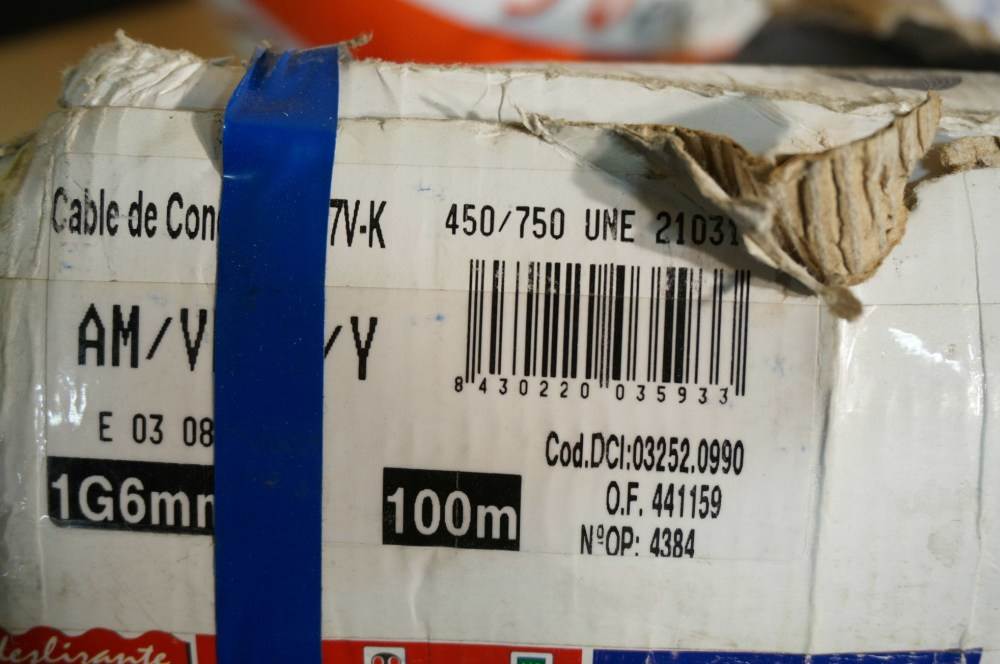 Cable de Con 7V-K 450/750 UNE 21031
AM/V /Y
8 430220 035933
E 03 08
Cod.DCI:03252.0990
1G6mm
100m
O.F. 441159
NºOP: 4384
deslizante